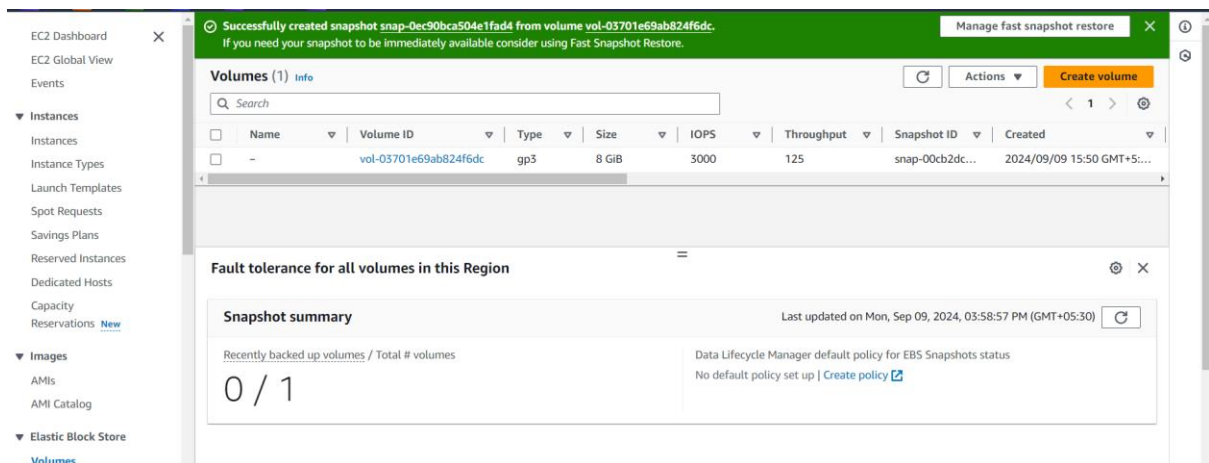 EC2 Dashboard
EC2 Global View
Events
Instances
Instances
Instance Types
Launch Templates
Spot Requests
Savings Plans
Reserved Instances
Dedicated Hosts
Capacity
Reservations New
Images
AMIs
AMI Catalog
Elastic Block Store
Volumes
Successfully created snapshot snap-0ec90bca504e1fad4 from volume vol-03701e69ab824f6dc.
If you need your snapshot to be immediately available consider using Fast Snapshot Restore.
Manage fast snapshot restore
Volumes (1) Info
Actions
Create volume
Search
1
Name Volume ID Type Size IOPS Throughput Snapshot ID Created
- vol-03701e69ab824f6dc gp3 8 GiB 3000 125 snap-00cb2dc... 2024/09/09 15:50 GMT+5:...
Fault tolerance for all volumes in this Region
Snapshot summary
Last updated on Mon, Sep 09, 2024, 03:58:57 PM (GMT+05:30)
Recently backed up volumes / Total # volumes
0 / 1
Data Lifecycle Manager default policy for EBS Snapshots status
No default policy set up | Create policy